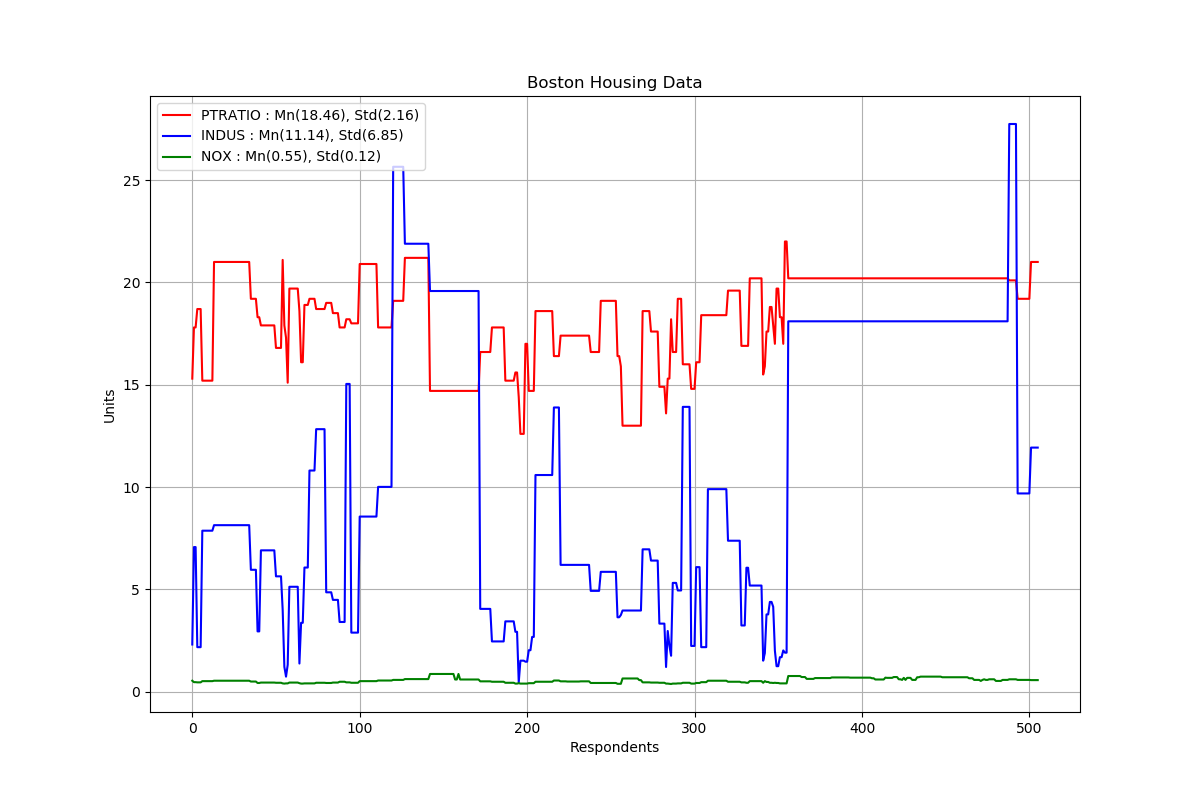 Boston Housing Data
PTRATIO : Mn(18.46), Std(2.16)
INDUS : Mn(11.14), Std(6.85)
NOX : Mn(0.55), Std(0.12)
25
20
15
10
5
0
Units
0 100 200 300 400 500
Respondents